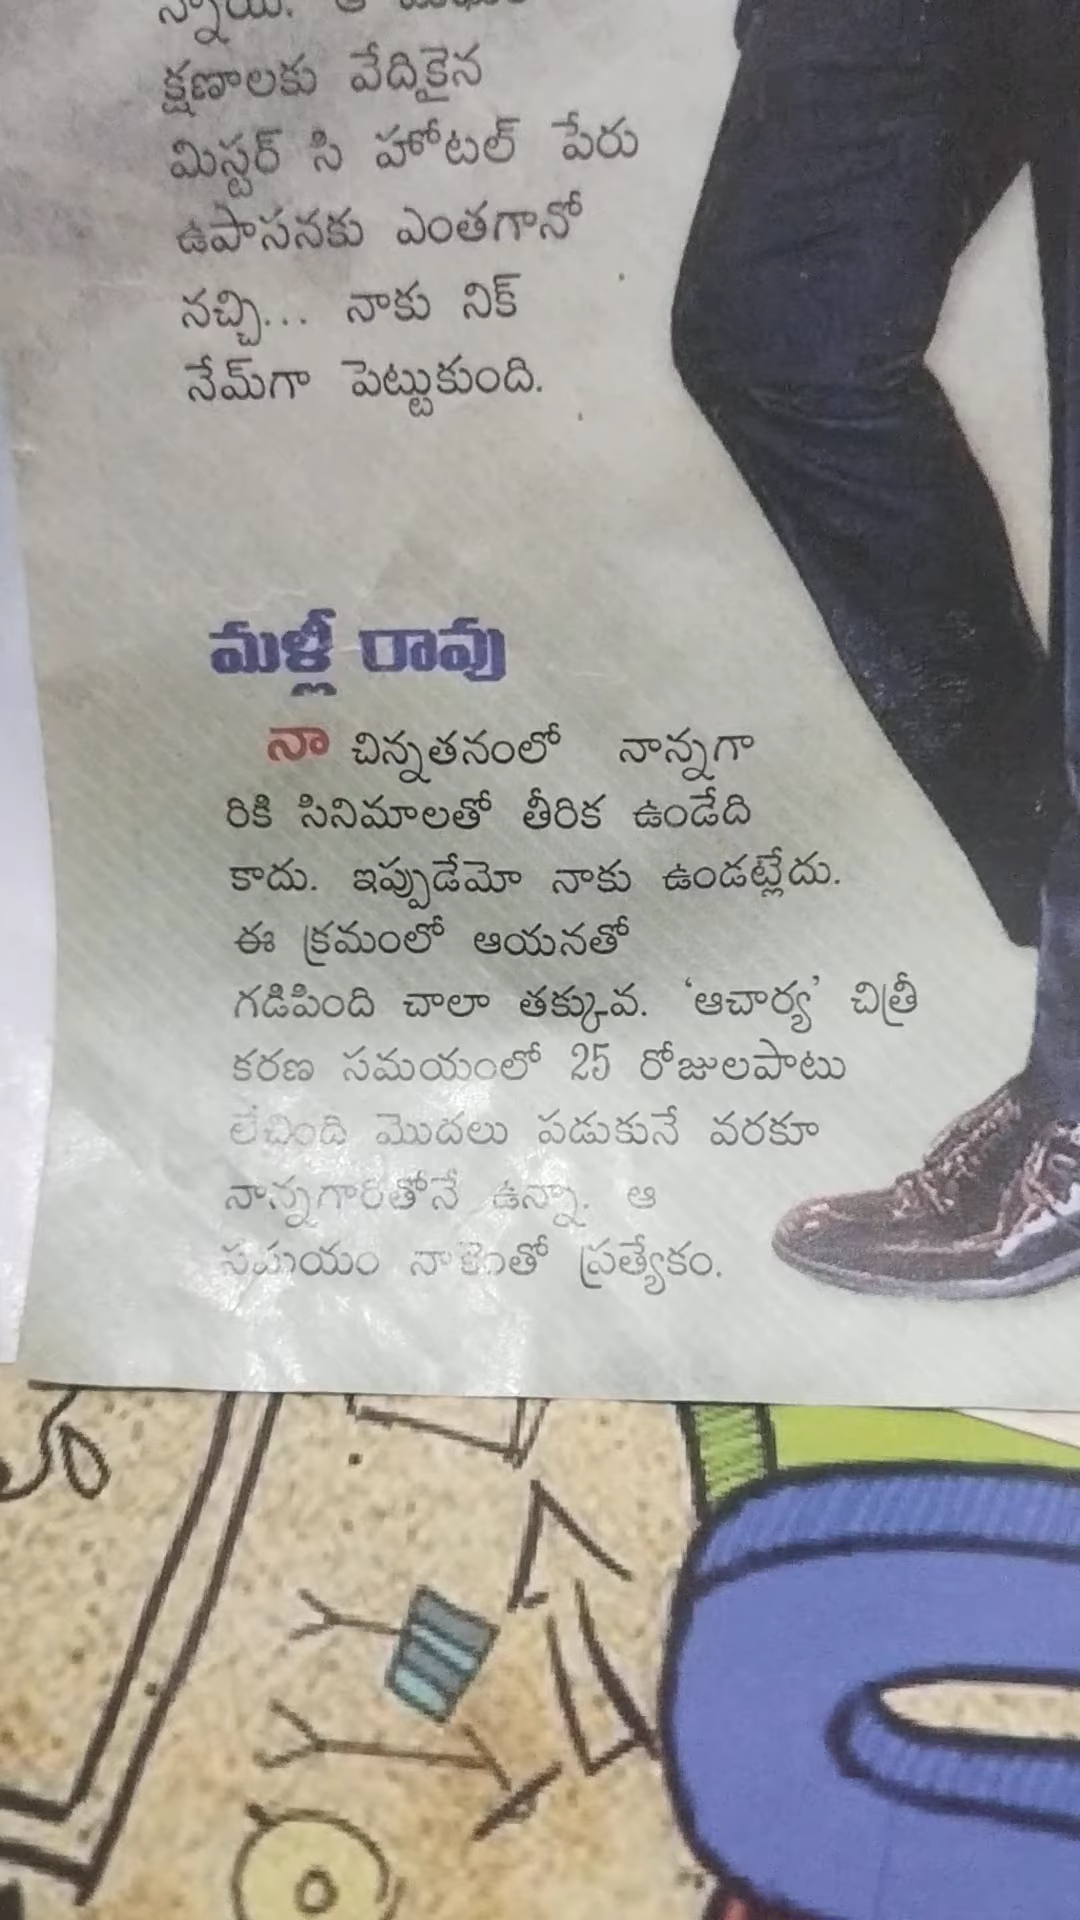 క్షణాలకు వేదికైన
మిస్టర్ సి హోటల్ పేరు
ఉపాసనకు ఎంతగానో
నచ్చి... నాకు నిక్
నేమ్‌గా పెట్టుకుంది.
మళ్లీ రావు
నా చిన్నతనంలో నాన్నగా
రికి సినిమాలతో తీరిక ఉండేది
కాదు. ఇప్పుడేమో నాకు ఉండట్లేదు.
ఈ క్రమంలో ఆయనతో
గడిపింది చాలా తక్కువ. ‘ఆచార్య’ చిత్రీ
కరణ సమయంలో 25 రోజులపాటు
లేచింది మొదలు పడుకునే వరకూ
నాన్నగారితోనే ఉన్నా. ఆ
సమయం నాకెంతో ప్రత్యేకం.